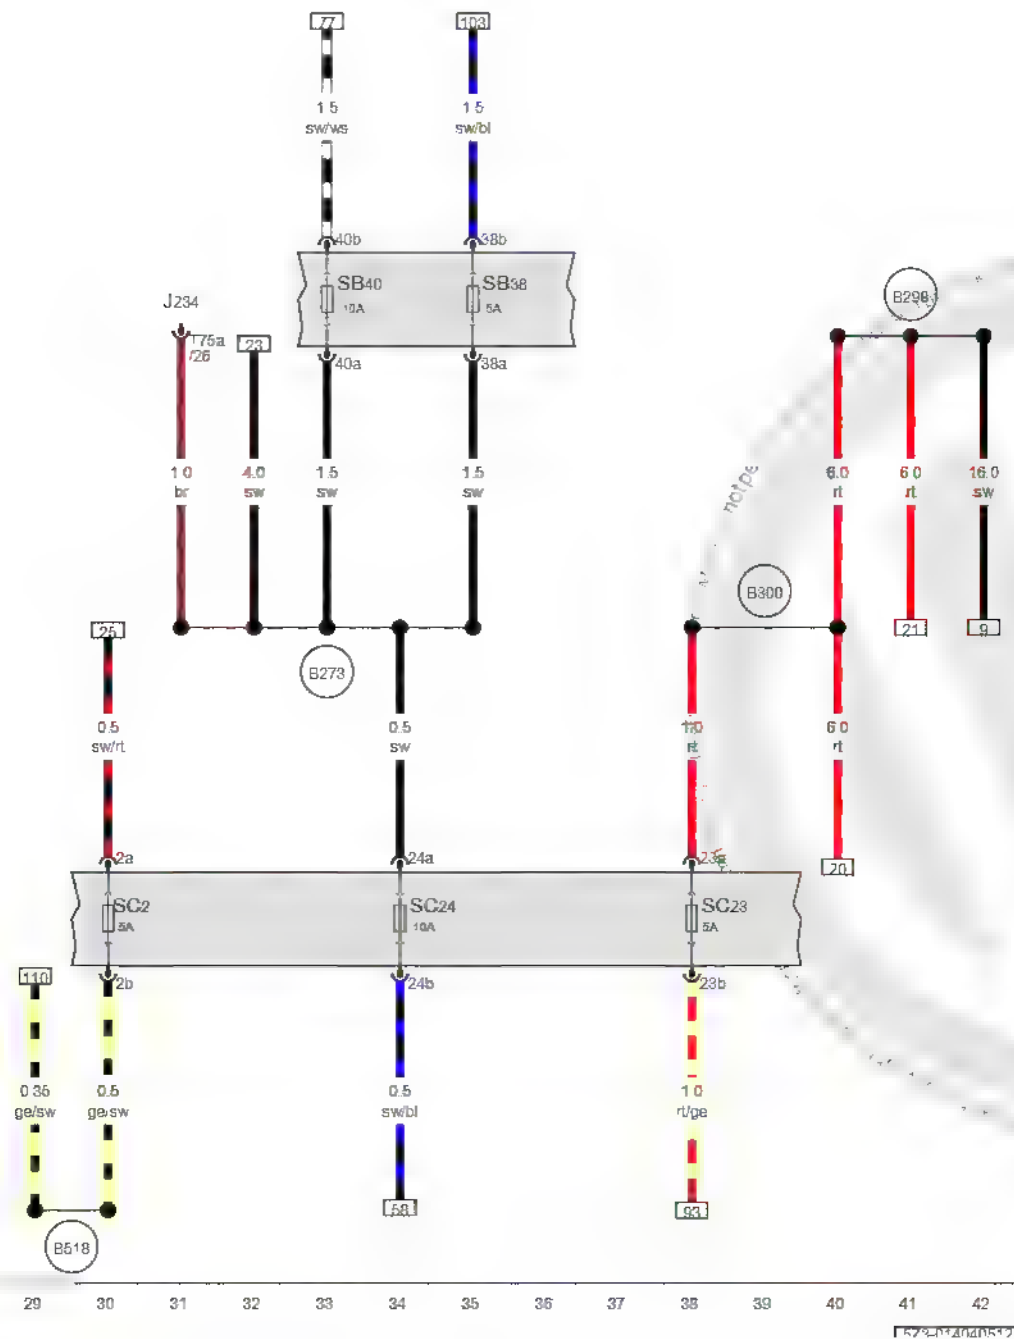 77 103
1.5 1.5
sw/ws sw/bl
40b 38b
SB40 SB38
10A 5A
J234
B298
T75a
/26
23
40a 38a
1.0 4.0 1.5 1.5 6.0 6.0 16.0
br sw sw sw rt rt sw
B300
25 21 9
B273
0.5 0.5 1.0 6.0
sw/rt sw rt rt
2a 24a 23a 20
SC2 SC24 SC23
5A 10A 5A
110 2b 24b 23b
0.35 0.5 0.5 1.0
ge/sw ge/sw sw/bl rt/ge
58 93
B518
29 30 31 32 33 34 35 36 37 38 39 40 41 42